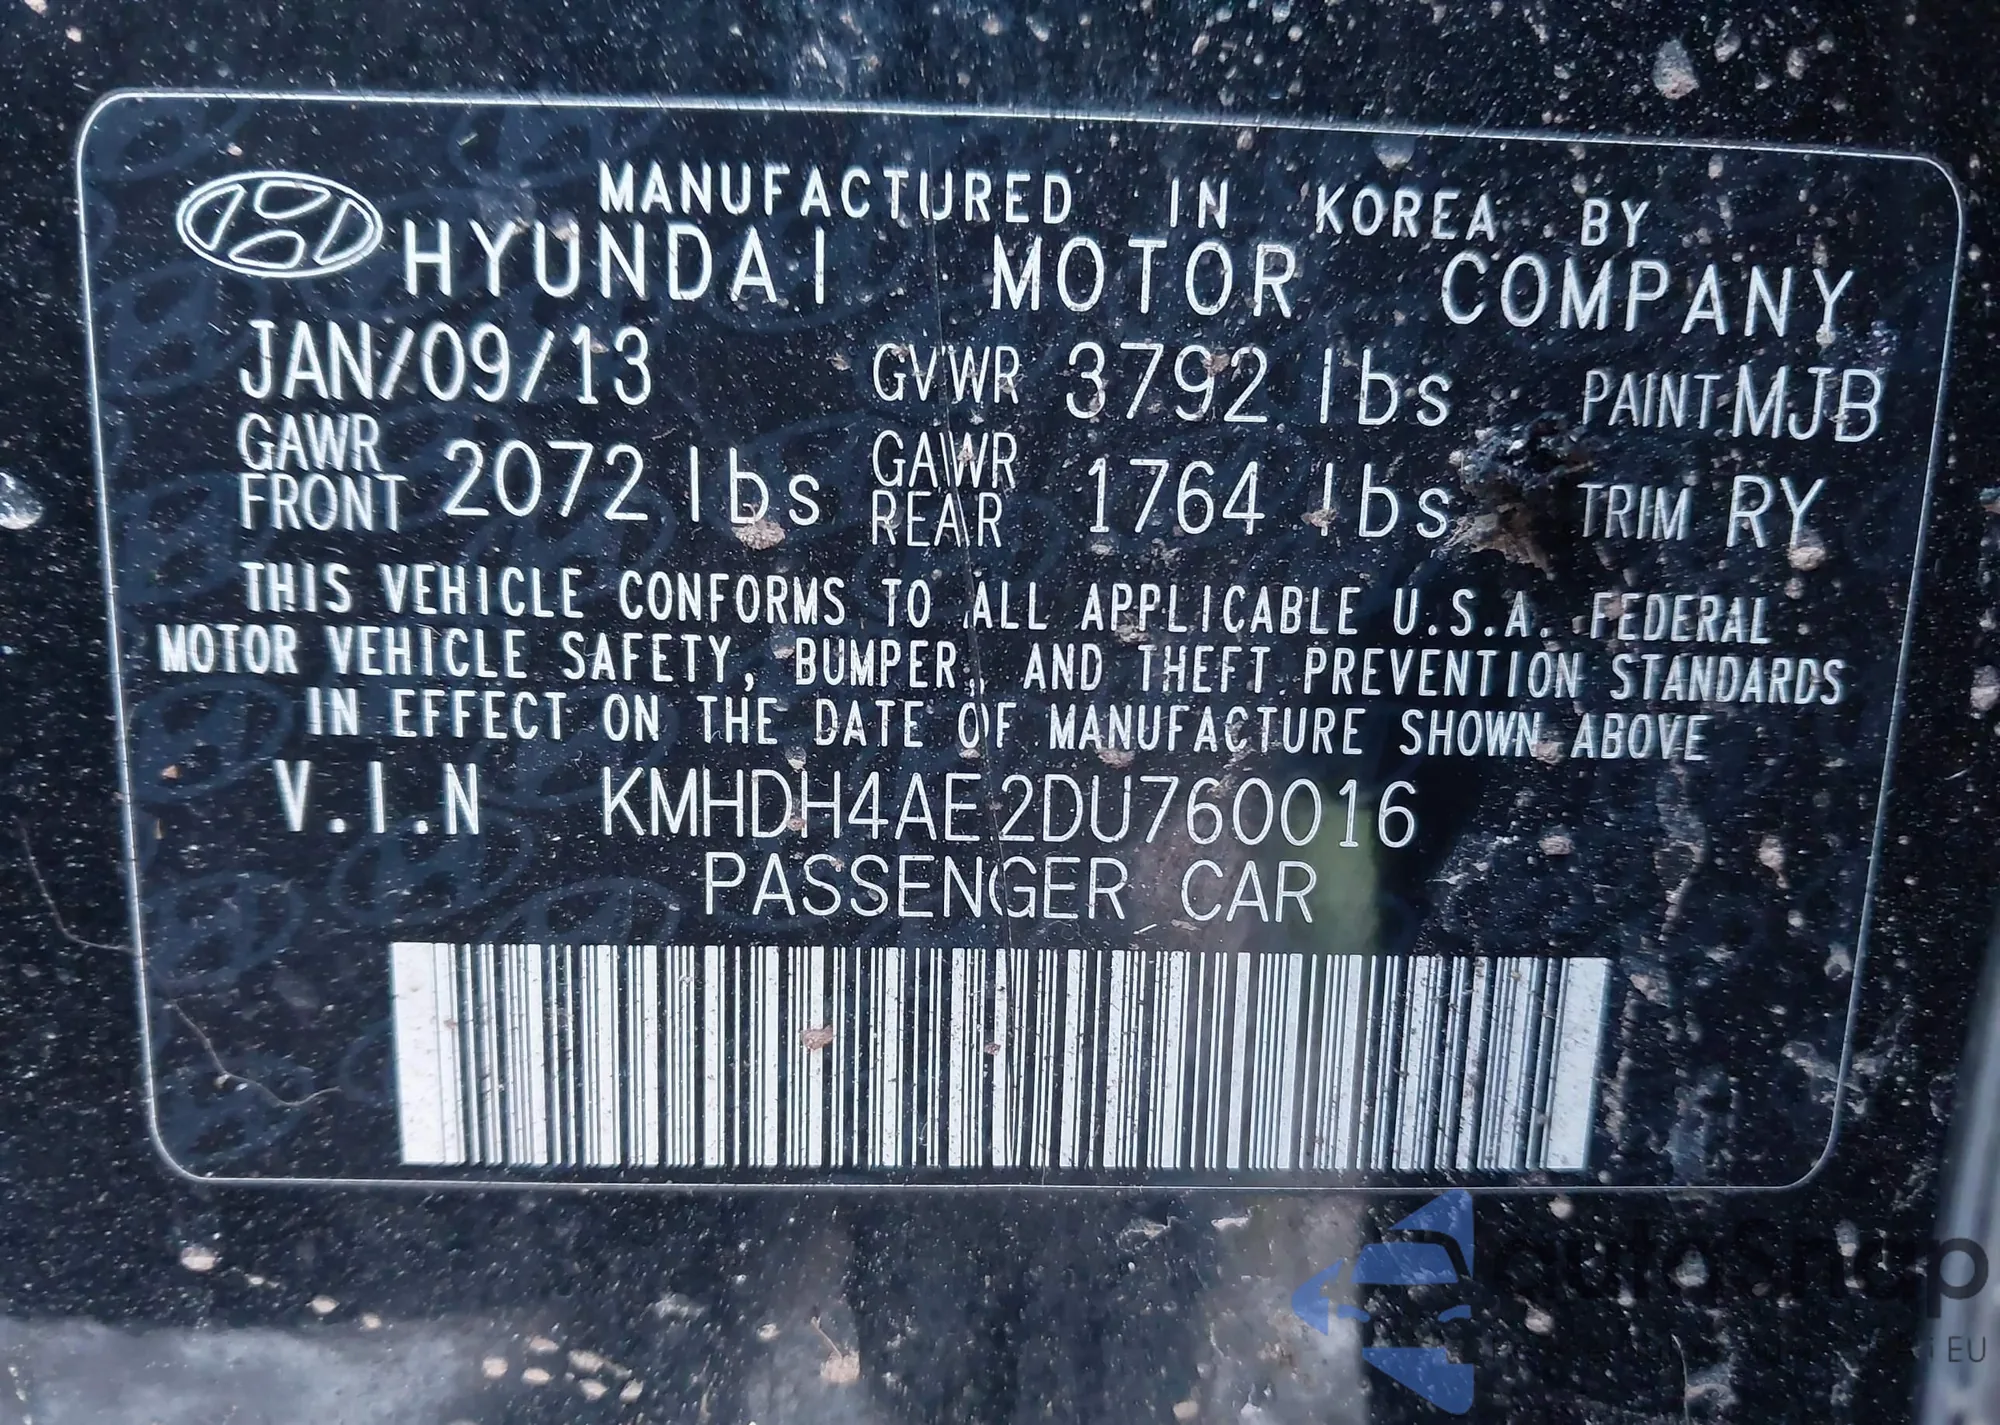 MANUFACTURED IN KOREA BY
HYUNDAI MOTOR COMPANY
JAN/09/13 GVWR 3792 lbs PAINT MJB
GAWR FRONT 2072 lbs GAWR REAR 1764 lbs TRIM RY
THIS VEHICLE CONFORMS TO ALL APPLICABLE U.S.A. FEDERAL
MOTOR VEHICLE SAFETY, BUMPER, AND THEFT PREVENTION STANDARDS
IN EFFECT ON THE DATE OF MANUFACTURE SHOWN ABOVE
V.I.N KMHDH4AE2DU760016
PASSENGER CAR
autoSnap
EU